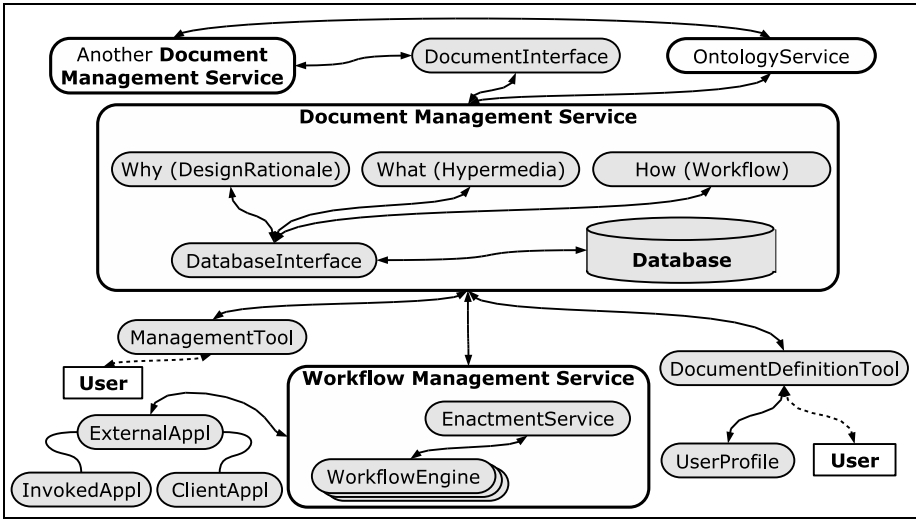 Another Document
Management Service
DocumentInterface
OntologyService
Document Management Service
Why (DesignRationale)
What (Hypermedia)
How (Workflow)
DatabaseInterface
Database
ManagementTool
User
Workflow Management Service
DocumentDefinitionTool
EnactmentService
ExternalAppl
WorkflowEngine
UserProfile
User
InvokedAppl
ClientAppl